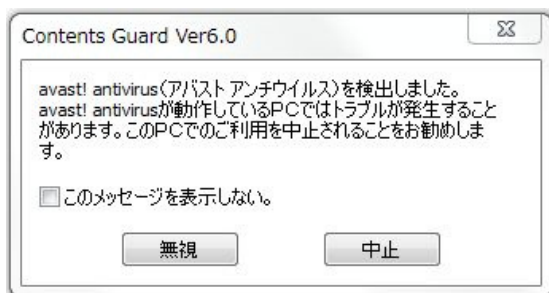 Contents Guard Ver6.0
avast! antivirus(アバスト アンチウイルス)を検出しました。
avast! antivirusが動作しているPCではトラブルが発生すること
があります。このPCでのご利用を中止されることをお勧めしま
す。
このメッセージを表示しない。
無視
中止